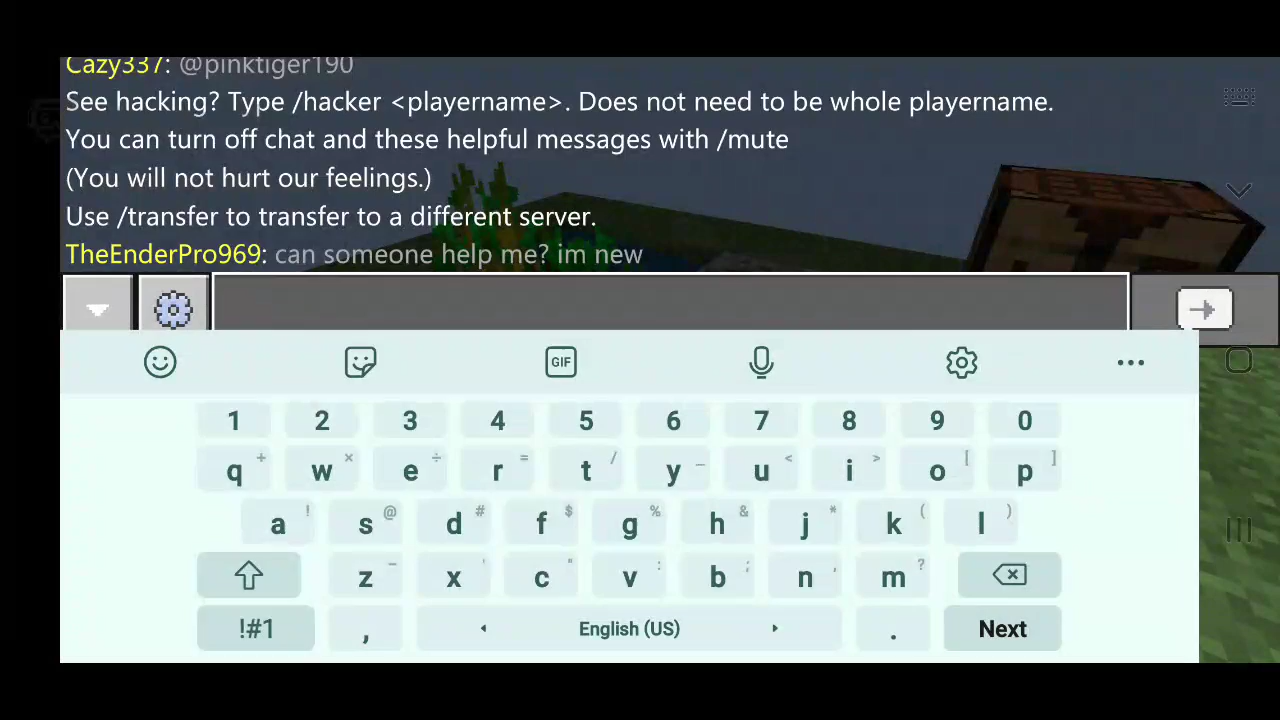 Cazy337: @pinktiger190
See hacking? Type /hacker <playername>. Does not need to be whole playername.
You can turn off chat and these helpful messages with /mute
(You will not hurt our feelings.)
Use /transfer to transfer to a different server.
TheEnderPro969: can someone help me? im new
GIF
1 2 3 4 5 6 7 8 9 0
q + w × e ÷ r = t / y _ u < i > o [ p ]
a ! s @ d # f $ g % h & j * k ( l )
z - x ' c " v : b ; n , m ?
!#1 , English (US) . Next